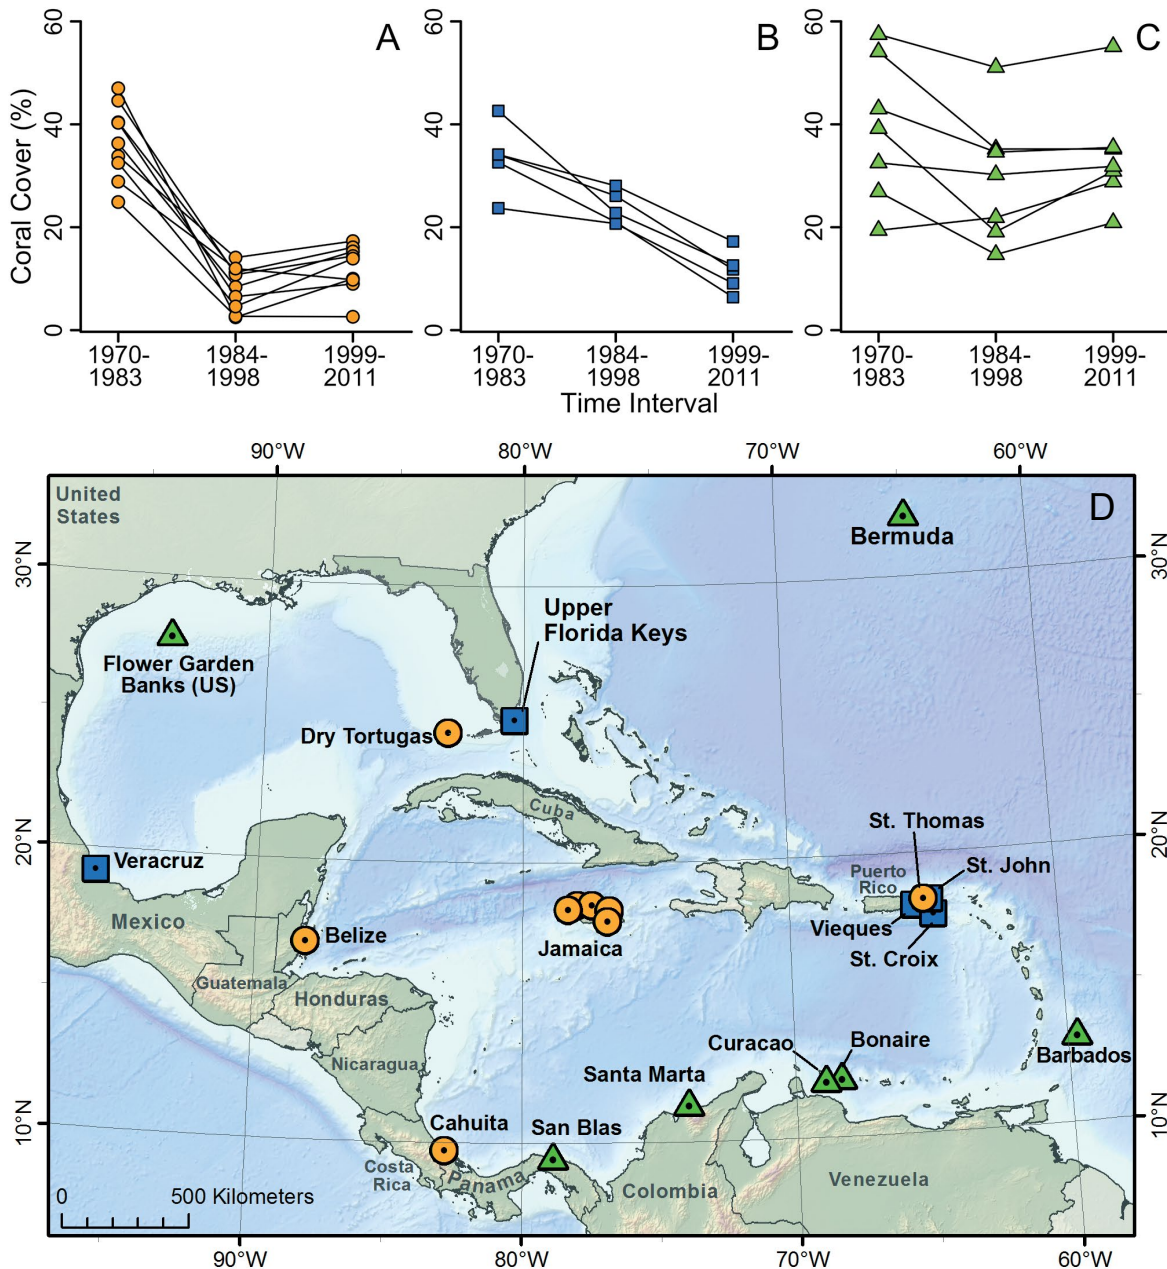 A
B
C
Coral Cover (%)
60
40
20
0
60
40
20
0
60
40
20
0
1970-
1983
1984-
1998
1999-
2011
1970-
1983
1984-
1998
1999-
2011
1970-
1983
1984-
1998
1999-
2011
Time Interval
90°W
80°W
70°W
60°W
United
States
D
Bermuda
30°N
30°N
Upper
Florida Keys
Flower Garden
Banks (US)
Dry Tortugas
Cuba
St. Thomas
20°N
20°N
Veracruz
St. John
Puerto
Rico
Mexico
Vieques
Belize
Jamaica
St. Croix
Guatemala
Honduras
Curacao
Bonaire
Barbados
Nicaragua
Santa Marta
10°N
10°N
Cahuita
San Blas
Costa
Rica
Panama
Colombia
Venezuela
0
500 Kilometers
90°W
80°W
70°W
60°W